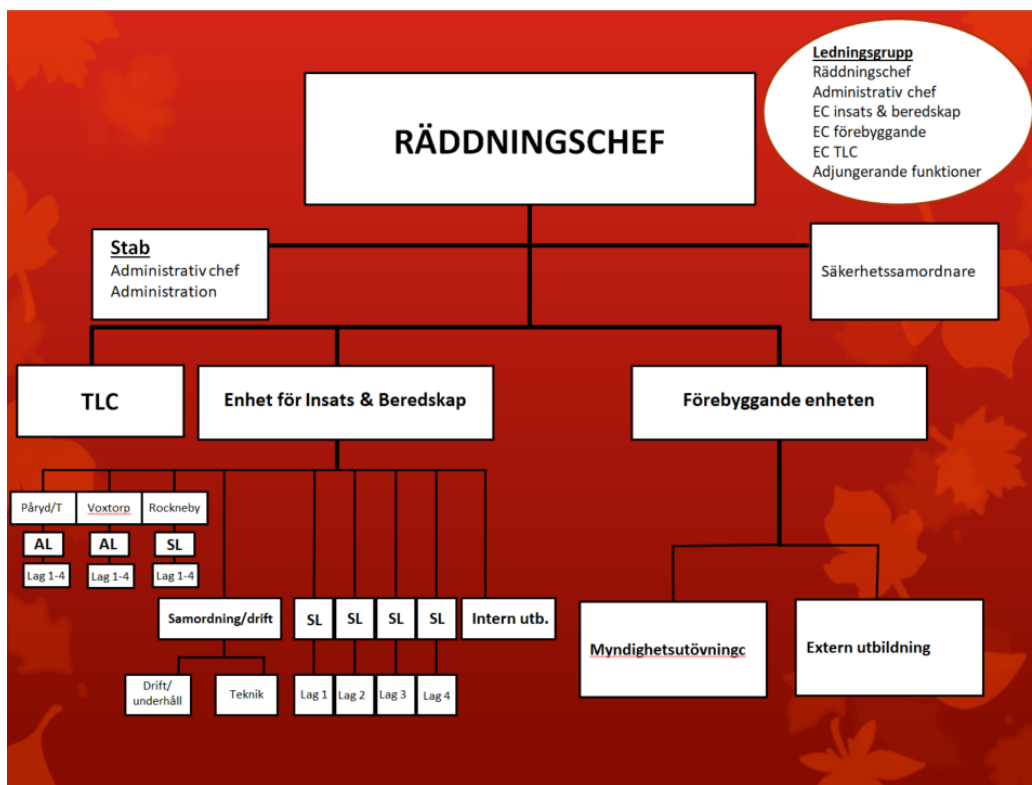 Ledningsgrupp
Räddningschef
Administrativ chef
EC insats & beredskap
EC förebyggande
EC TLC
Adjungerande funktioner
RÄDDNINGSCHEF
Stab
Administrativ chef
Administration
Säkerhetssamordnare
TLC
Enhet för Insats & Beredskap
Förebyggande enheten
Påryd/T
Voxtorp
Rockneby
AL
AL
SL
Lag 1-4
Lag 1-4
Lag 1-4
Samordning/drift
SL
SL
SL
SL
Intern utb.
Drift/
underhåll
Teknik
Lag 1
Lag 2
Lag 3
Lag 4
Myndighetsutövningc
Extern utbildning